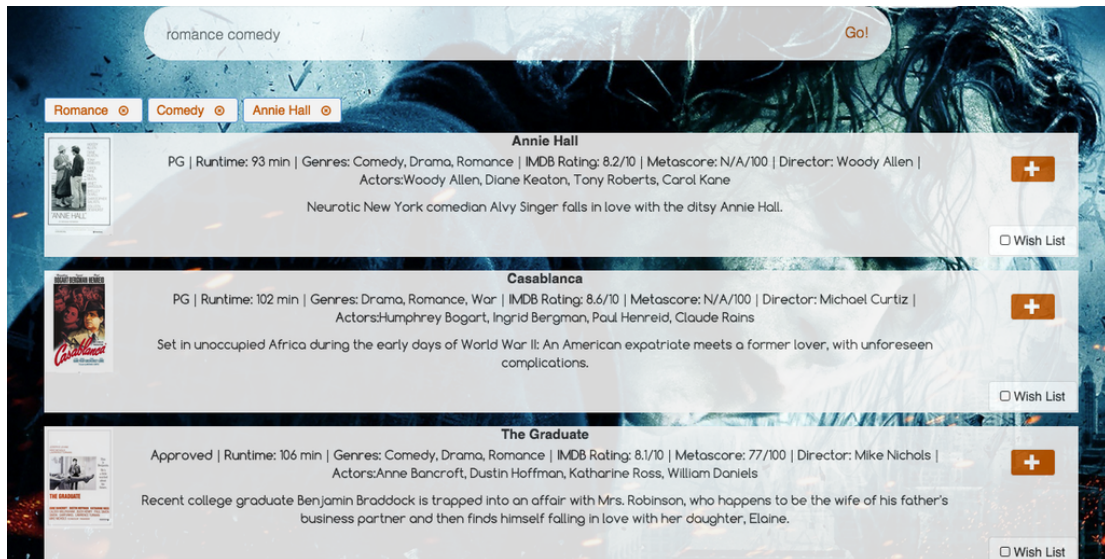 romance comedy Go!
Romance Comedy Annie Hall
Annie Hall
PG | Runtime: 93 min | Genres: Comedy, Drama, Romance | IMDB Rating: 8.2/10 | Metascore: N/A/100 | Director: Woody Allen |
Actors:Woody Allen, Diane Keaton, Tony Roberts, Carol Kane
Neurotic New York comedian Alvy Singer falls in love with the ditsy Annie Hall.
ANNIE HALL
Wish List
Casablanca
PG | Runtime: 102 min | Genres: Drama, Romance, War | IMDB Rating: 8.6/10 | Metascore: N/A/100 | Director: Michael Curtiz |
Actors:Humphrey Bogart, Ingrid Bergman, Paul Henreid, Claude Rains
Set in unoccupied Africa during the early days of World War II: An American expatriate meets a former lover, with unforeseen
complications.
BOGART BERGMAN HENREID
Casablanca
Wish List
The Graduate
Approved | Runtime: 106 min | Genres: Comedy, Drama, Romance | IMDB Rating: 8.1/10 | Metascore: 77/100 | Director: Mike Nichols |
Actors:Anne Bancroft, Dustin Hoffman, Katharine Ross, William Daniels
Recent college graduate Benjamin Braddock is trapped into an affair with Mrs. Robinson, who happens to be the wife of his father's
business partner and then finds himself falling in love with her daughter, Elaine.
THE GRADUATE
Wish List